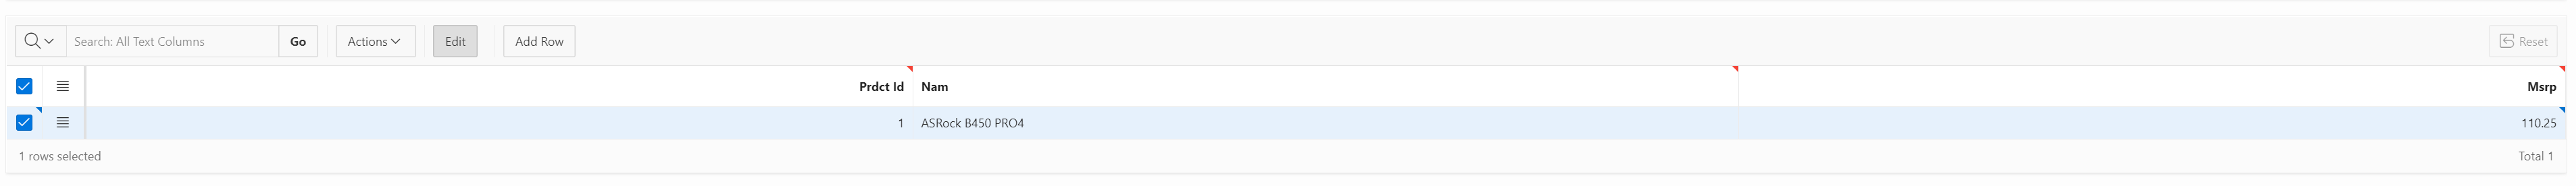 Search: All Text Columns Go Actions Edit Add Row Reset
Prdct Id Nam Msrp
1 ASRock B450 PRO4 110.25
1 rows selected Total 1